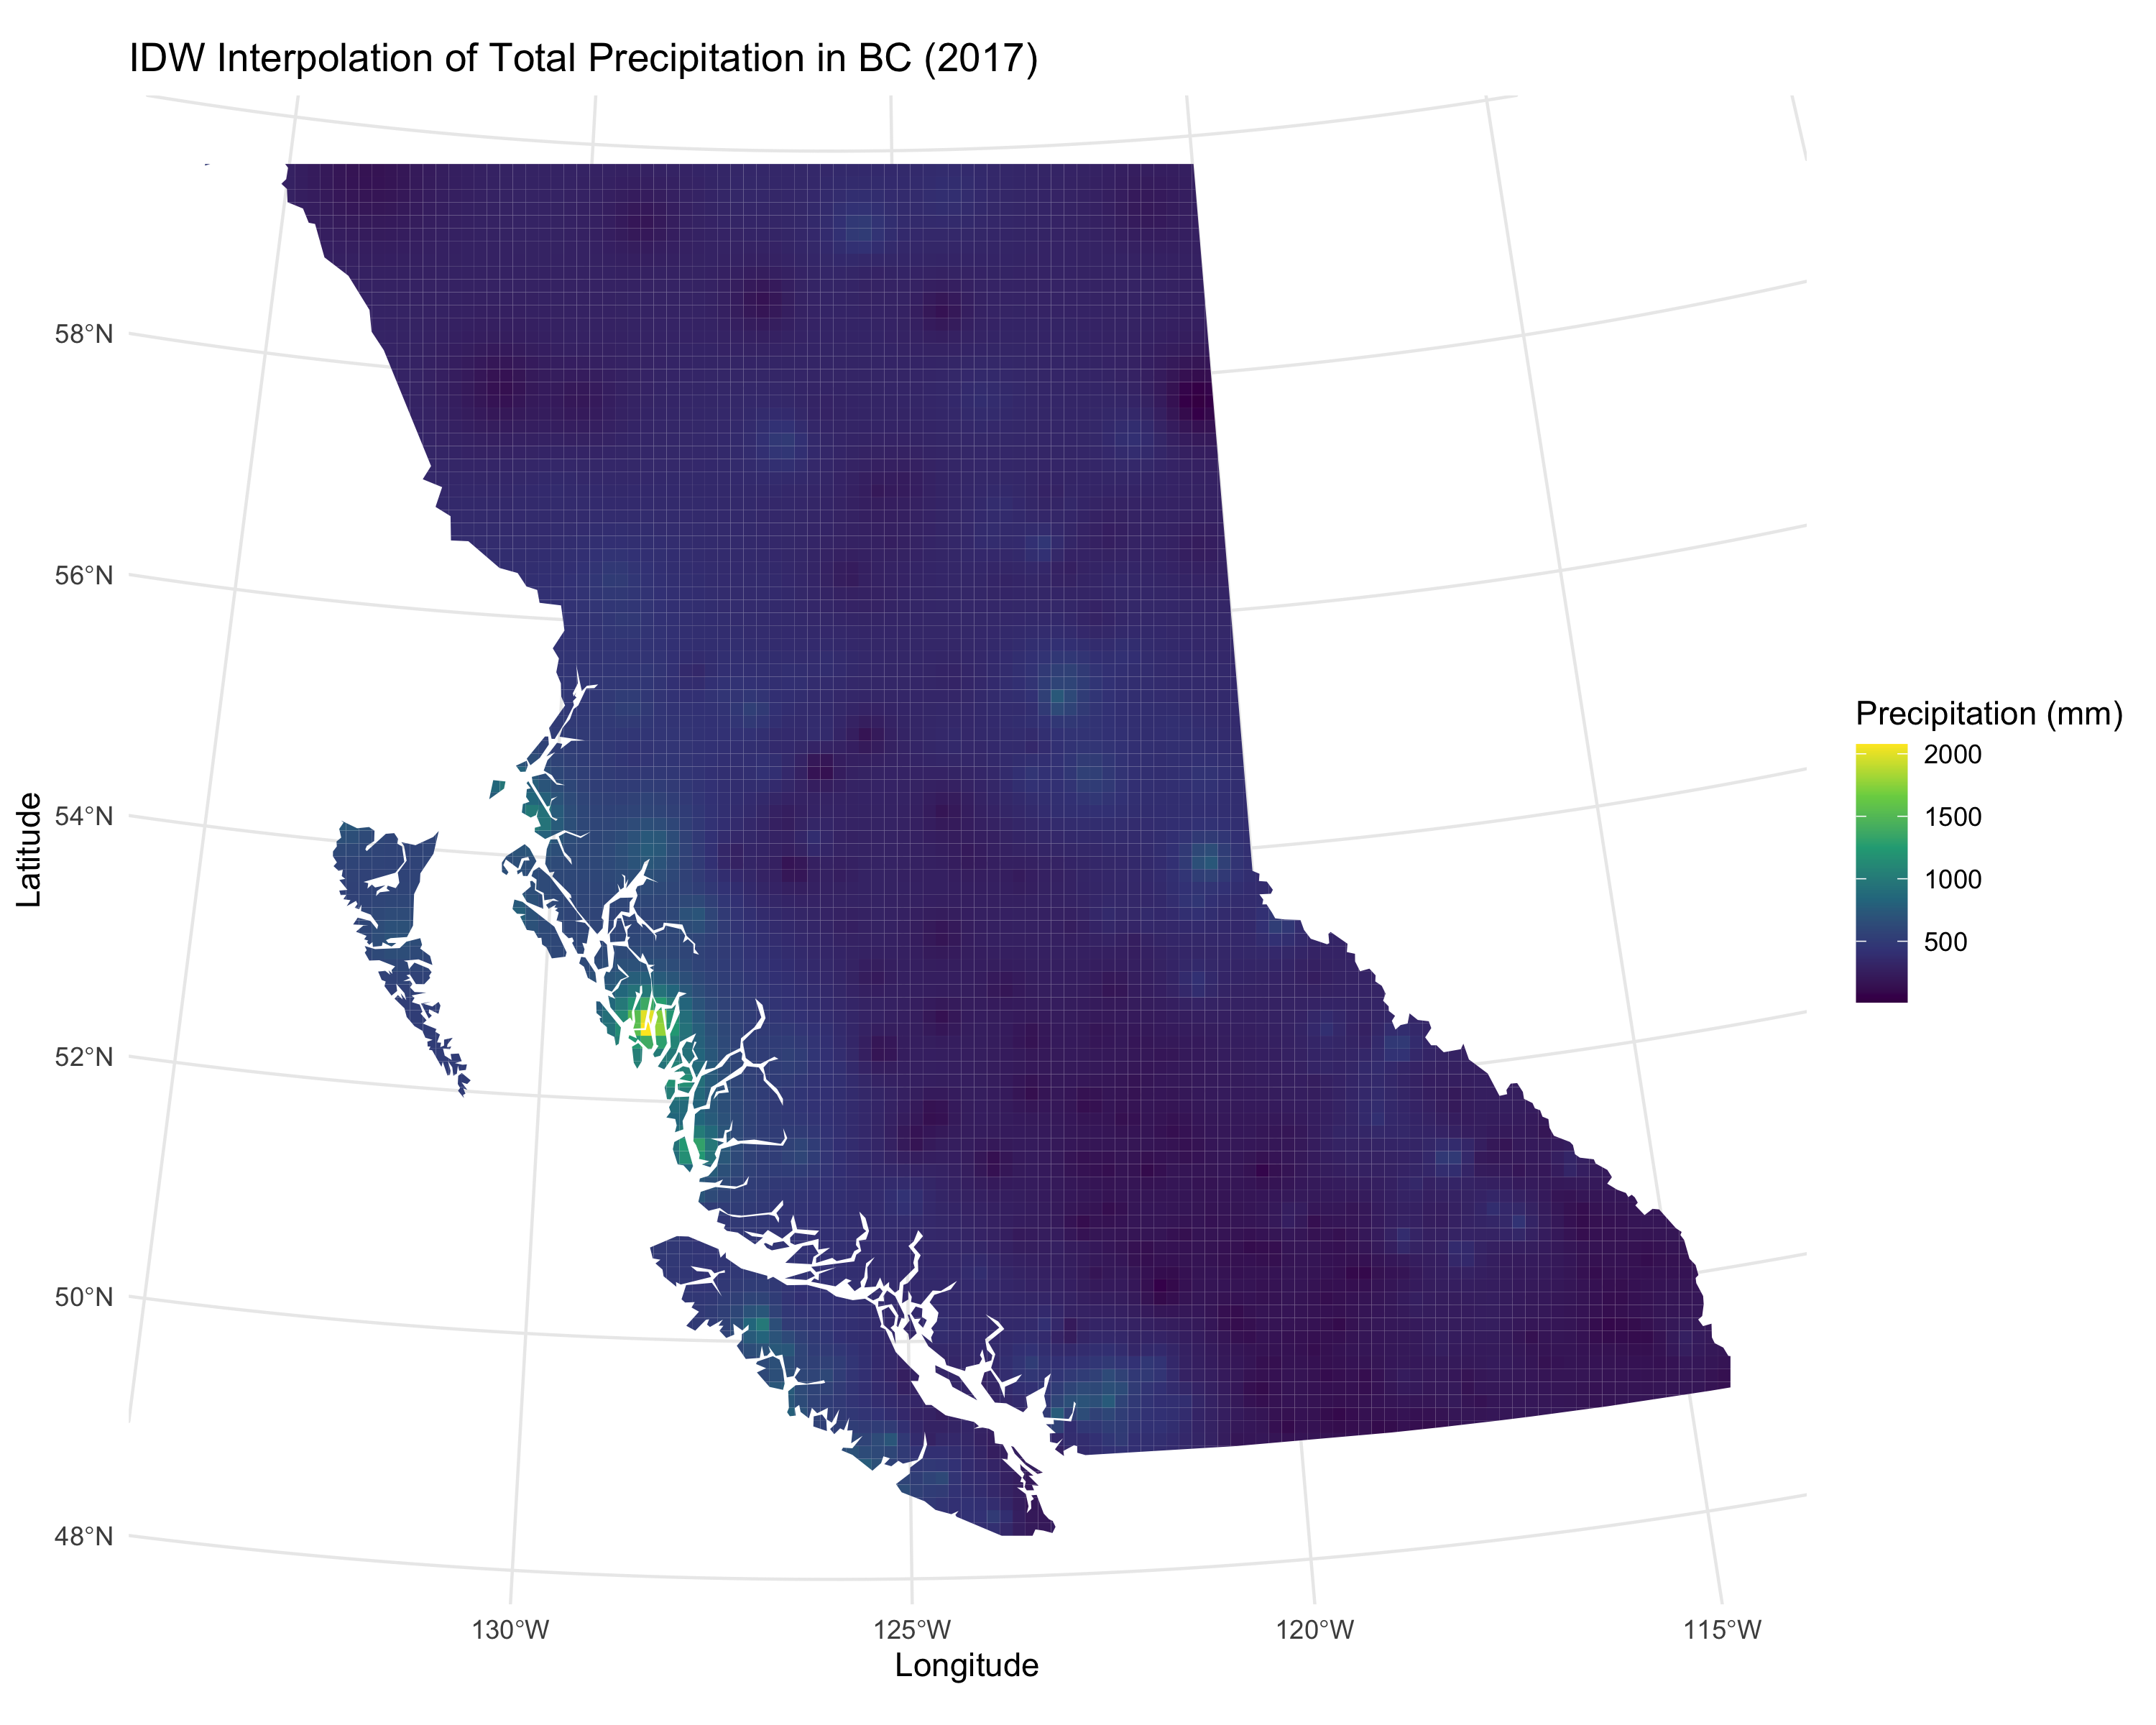 IDW Interpolation of Total Precipitation in BC (2017)
58°N
56°N
54°N
52°N
50°N
48°N
Latitude
130°W
125°W
120°W
115°W
Longitude
Precipitation (mm)
2000
1500
1000
500